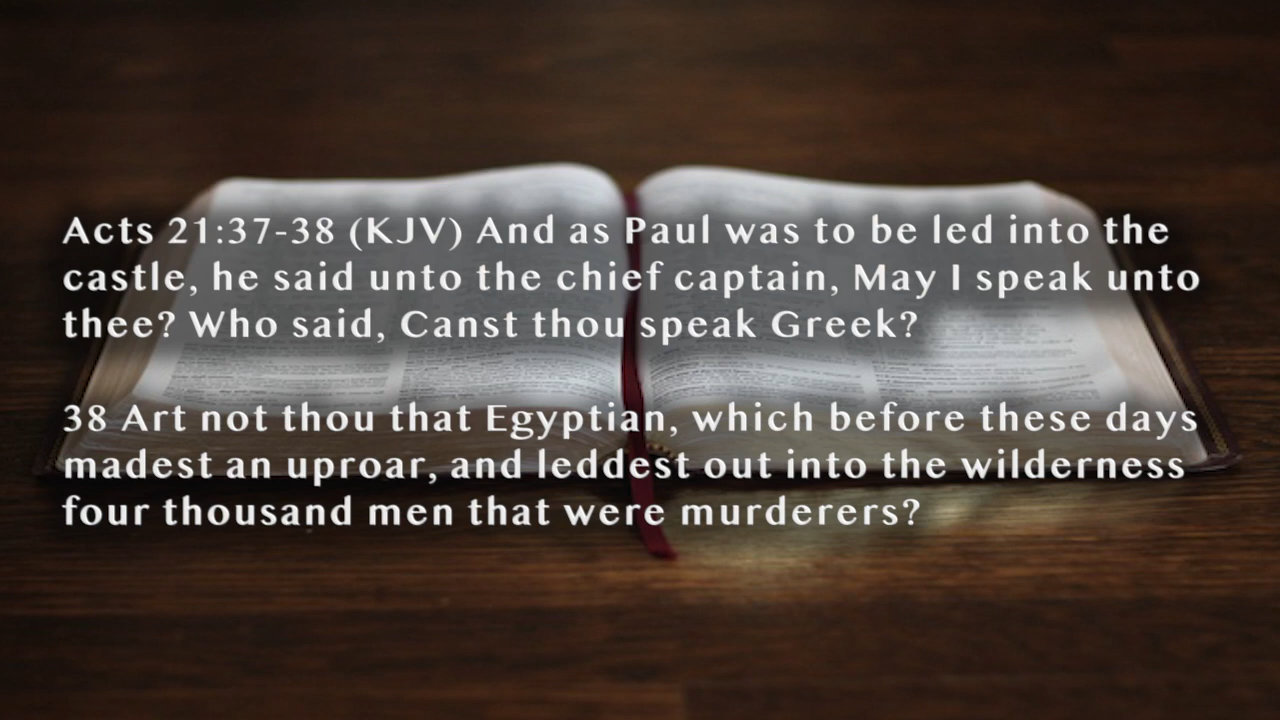 Acts 21:37-38 (KJV) And as Paul was to be led into the
castle, he said unto the chief captain, May I speak unto
thee? Who said, Canst thou speak Greek?
38 Art not thou that Egyptian, which before these days
madest an uproar, and leddest out into the wilderness
four thousand men that were murderers?